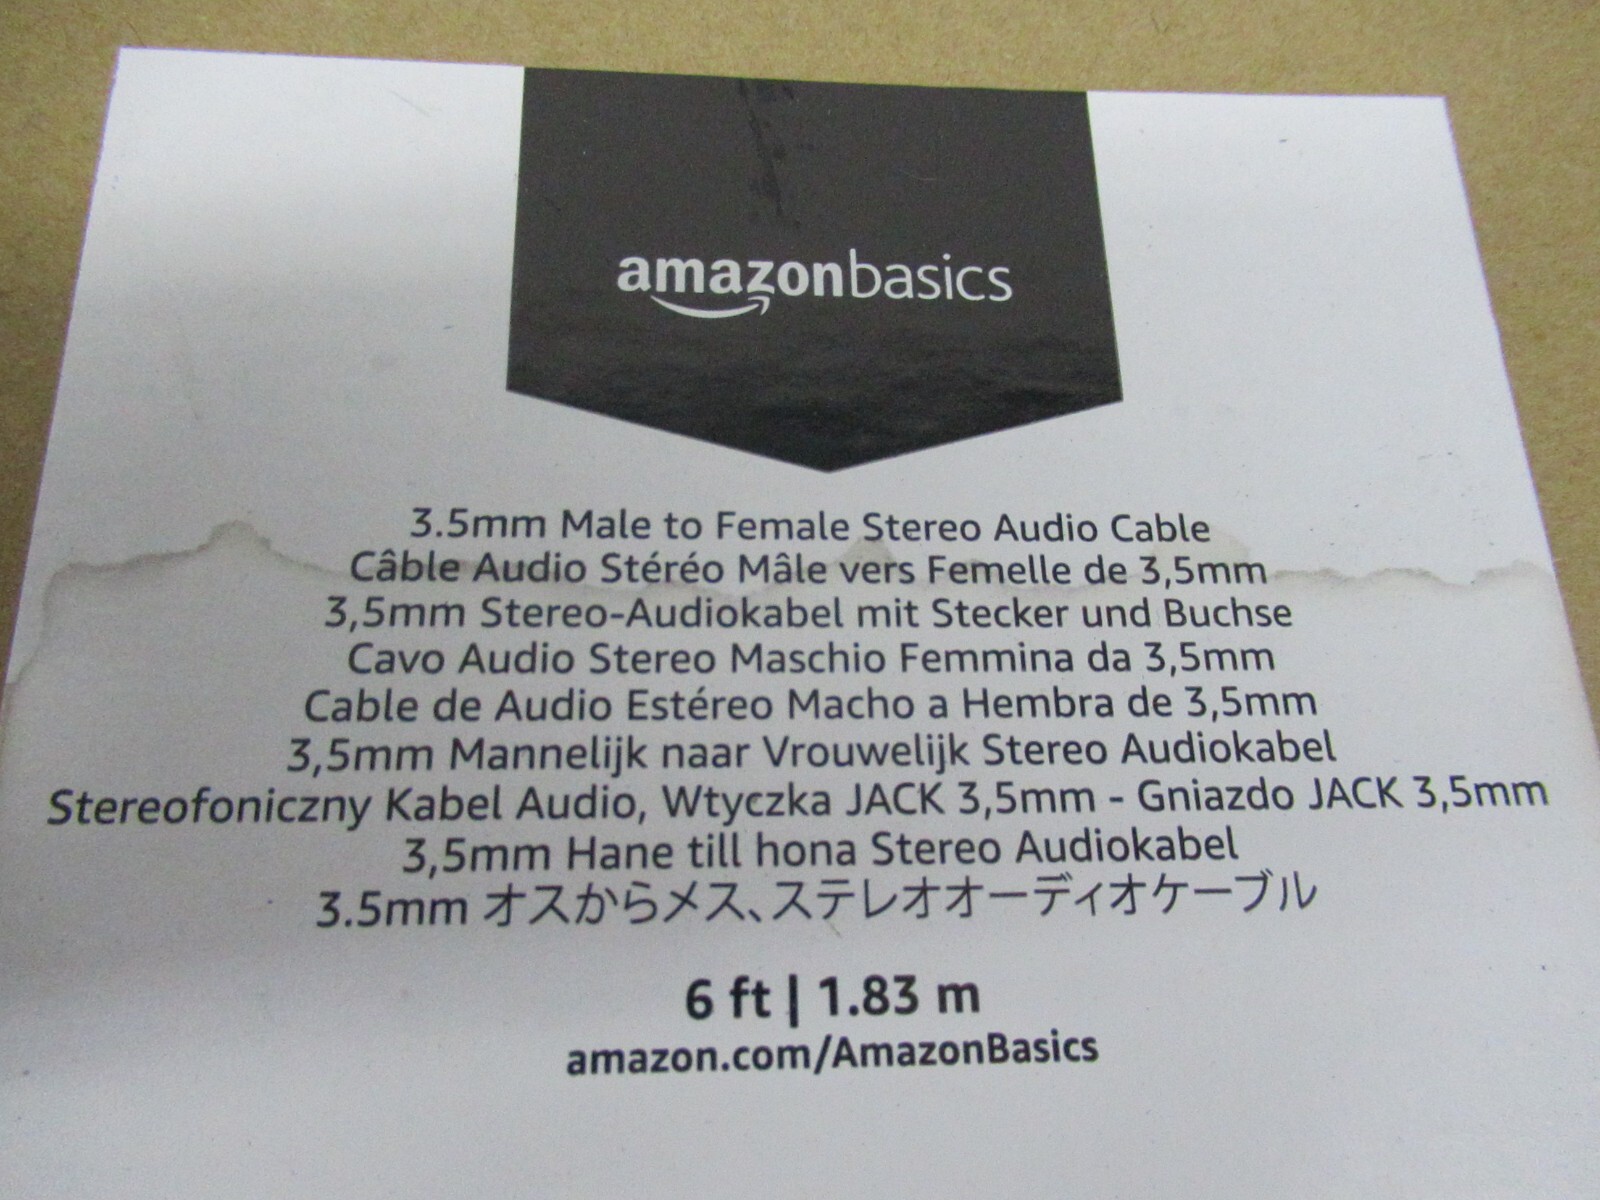 amazonbasics
3.5mm Male to Female Stereo Audio Cable
Câble Audio Stéréo Mâle vers Femelle de 3,5mm
3,5mm Stereo-Audiokabel mit Stecker und Buchse
Cavo Audio Stereo Maschio Femmina da 3,5mm
Cable de Audio Estéreo Macho a Hembra de 3,5mm
3,5mm Mannelijk naar Vrouwelijk Stereo Audiokabel
Stereofoniczny Kabel Audio, Wtyczka JACK 3,5mm - Gniazdo JACK 3,5mm
3,5mm Hane till hona Stereo Audiokabel
3.5mm オスからメス、ステレオオーディオケーブル
6 ft | 1.83 m
amazon.com/AmazonBasics